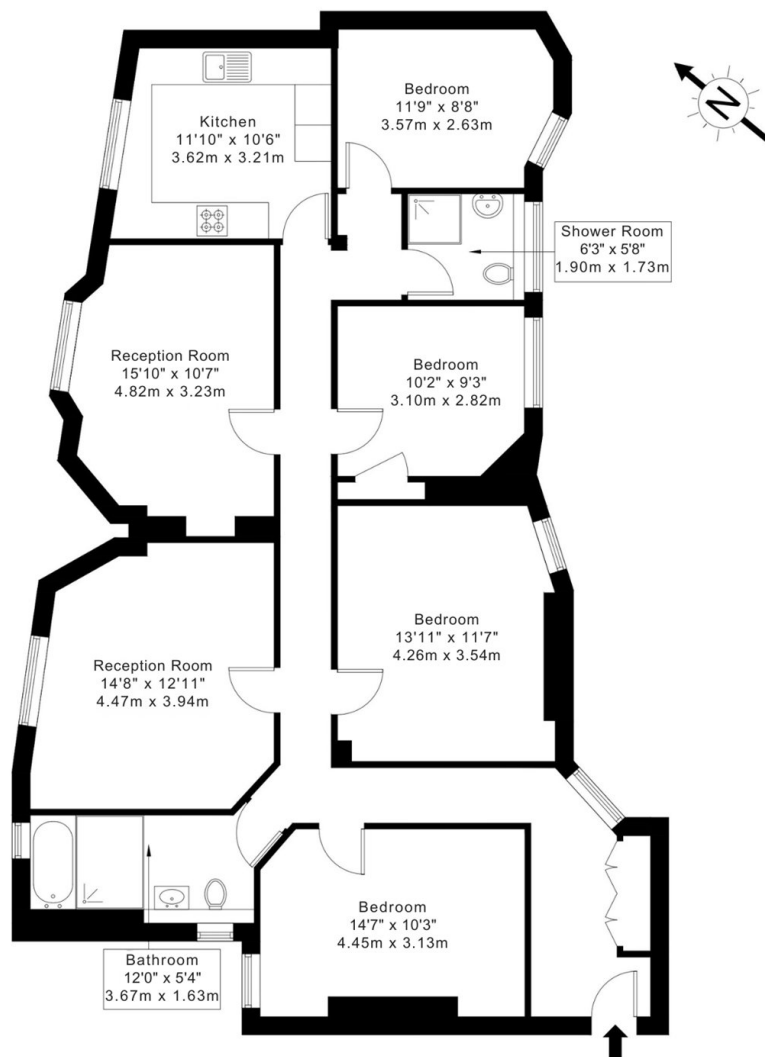 Kitchen
11'10" x 10'6"
3.62m x 3.21m
Bedroom
11'9" x 8'8"
3.57m x 2.63m
N
Shower Room
6'3" x 5'8"
1.90m x 1.73m
Reception Room
15'10" x 10'7"
4.82m x 3.23m
Bedroom
10'2" x 9'3"
3.10m x 2.82m
Bedroom
13'11" x 11'7"
4.26m x 3.54m
Reception Room
14'8" x 12'11"
4.47m x 3.94m
Bedroom
14'7" x 10'3"
4.45m x 3.13m
Bathroom
12'0" x 5'4"
3.67m x 1.63m